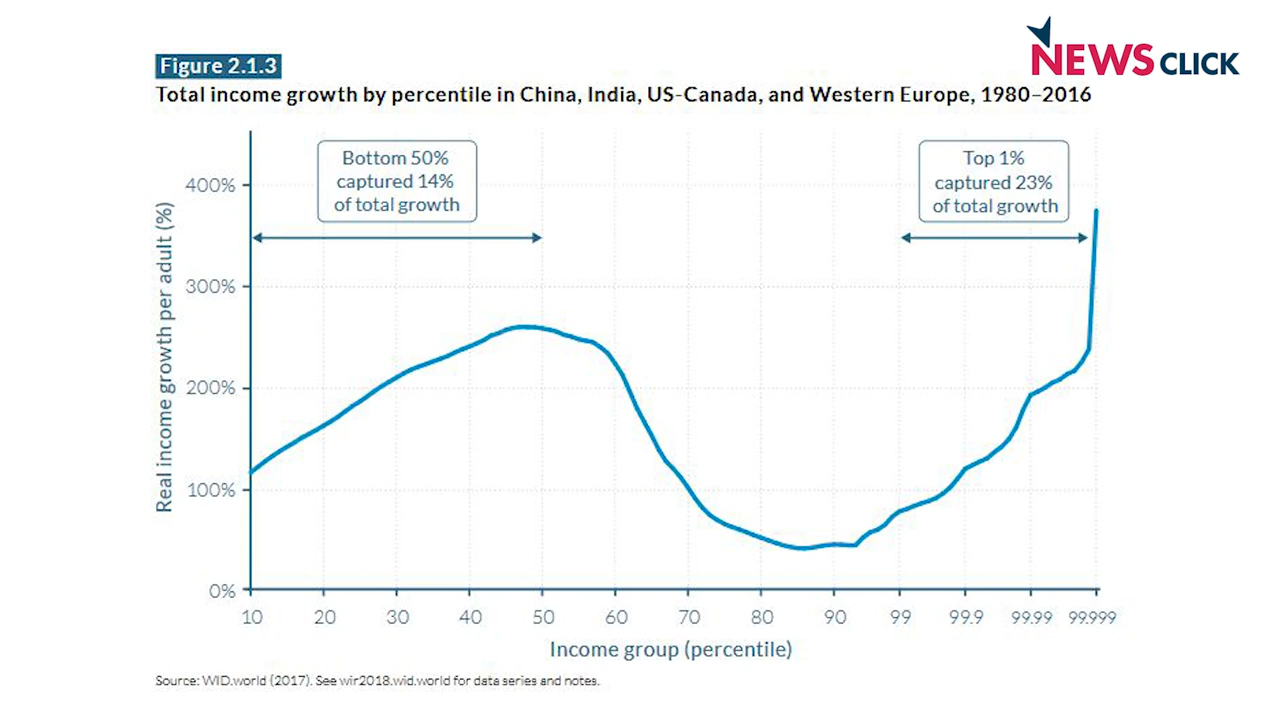 NEWS CLICK
Figure 2.1.3
Total income growth by percentile in China, India, US-Canada, and Western Europe, 1980–2016
Bottom 50%
captured 14%
of total growth
Top 1%
captured 23%
of total growth
Real income growth per adult (%)
400%
300%
200%
100%
0%
10 20 30 40 50 60 70 80 90 99 99.9 99.99 99.999
Income group (percentile)
Source: WID.world (2017). See wir2018.wid.world for data series and notes.